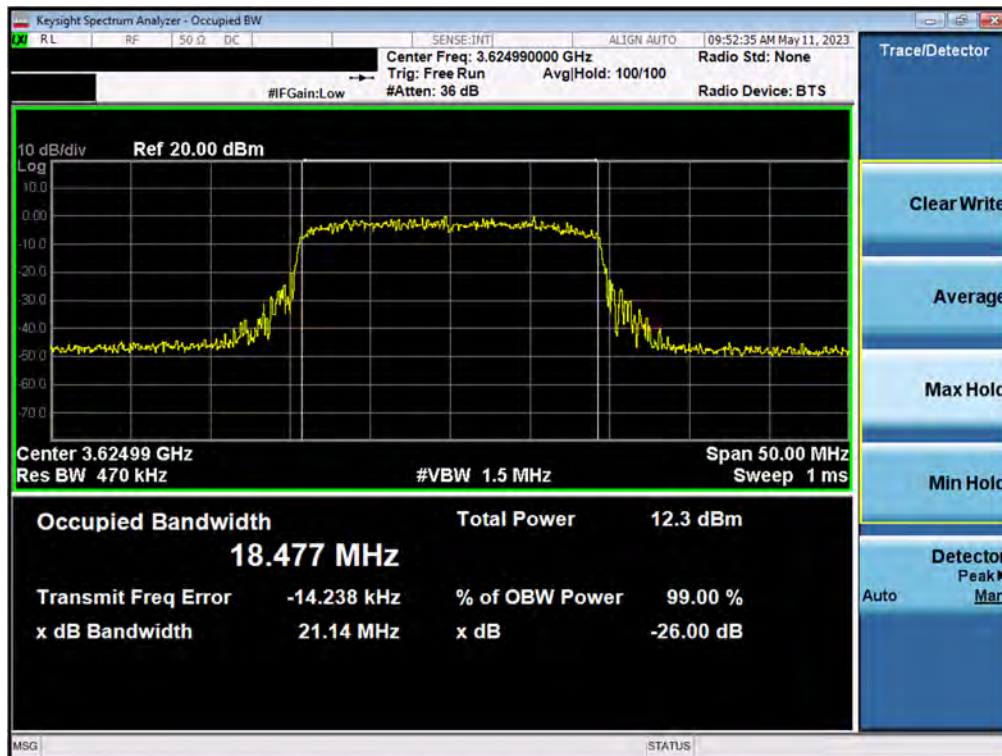 Keysight Spectrum Analyzer - Occupied BW
LXI RL RF 50 Ω DC SENSE:INT ALIGN AUTO 09:52:35 AM May 11, 2023
Center Freq: 3.624990000 GHz Radio Std: None
Trig: Free Run Avg|Hold: 100/100
#IFGain:Low #Atten: 36 dB Radio Device: BTS
Trace/Detector
10 dB/div Ref 20.00 dBm
Log
10.0
0.00
-10.0
-20.0
-30.0
-40.0
-50.0
-60.0
-70.0
Center 3.62499 GHz Span 50.00 MHz
Res BW 470 kHz #VBW 1.5 MHz Sweep 1 ms
Occupied Bandwidth Total Power 12.3 dBm
18.477 MHz
Transmit Freq Error -14.238 kHz % of OBW Power 99.00 %
x dB Bandwidth 21.14 MHz x dB -26.00 dB
Clear Write
Average
Max Hold
Min Hold
Detector
Peak▶
Auto Man
MSG STATUS